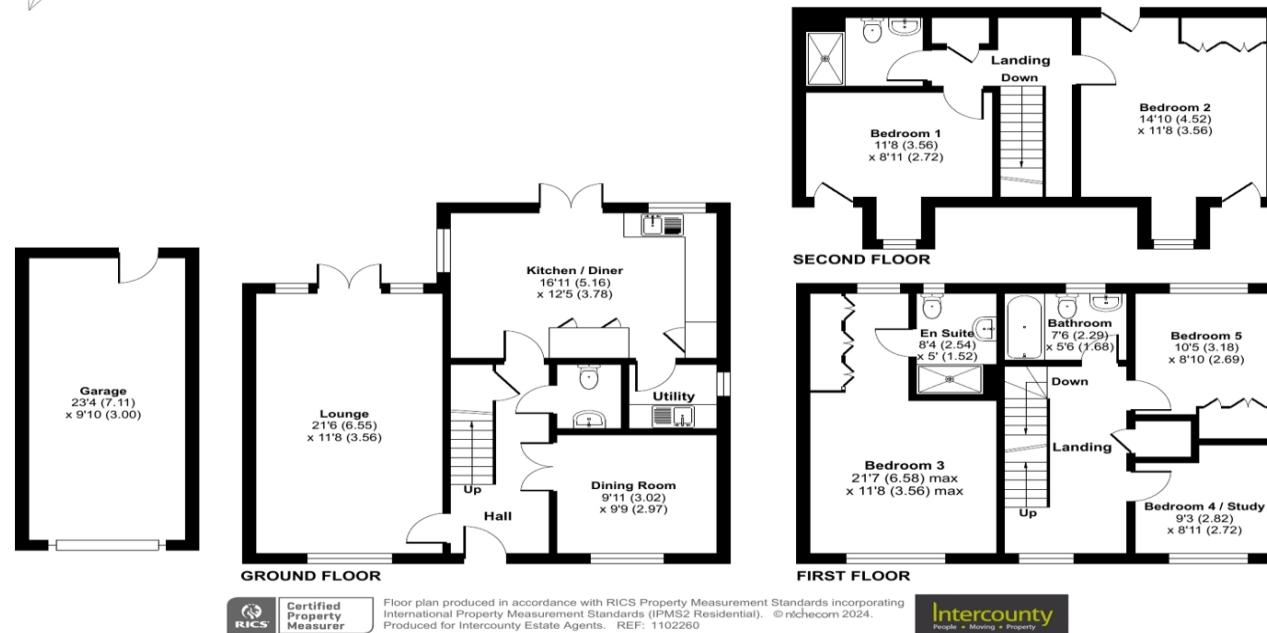 Garage
23'4 (7.11)
x 9'10 (3.00)
Lounge
21'6 (6.55)
x 11'8 (3.56)
Kitchen / Diner
16'11 (5.16)
x 12'5 (3.78)
Utility
Up
Hall
Dining Room
9'11 (3.02)
x 9'9 (2.97)
GROUND FLOOR
Landing
Down
Bedroom 1
11'8 (3.56)
x 8'11 (2.72)
Bedroom 2
14'10 (4.52)
x 11'8 (3.56)
SECOND FLOOR
En Suite
8'4 (2.54)
x 5' (1.52)
Bathroom
7'6 (2.29)
x 5'6 (1.68)
Bedroom 5
10'5 (3.18)
x 8'10 (2.69)
Down
Landing
Up
Bedroom 3
21'7 (6.58) max
x 11'8 (3.56) max
Bedroom 4 / Study
9'3 (2.82)
x 8'11 (2.72)
FIRST FLOOR
RICS
Certified
Property
Measurer
Floor plan produced in accordance with RICS Property Measurement Standards incorporating
International Property Measurement Standards (IPMS2 Residential). © nichecom 2024.
Produced for Intercounty Estate Agents. REF: 1102260
Intercounty
People • Moving • Property